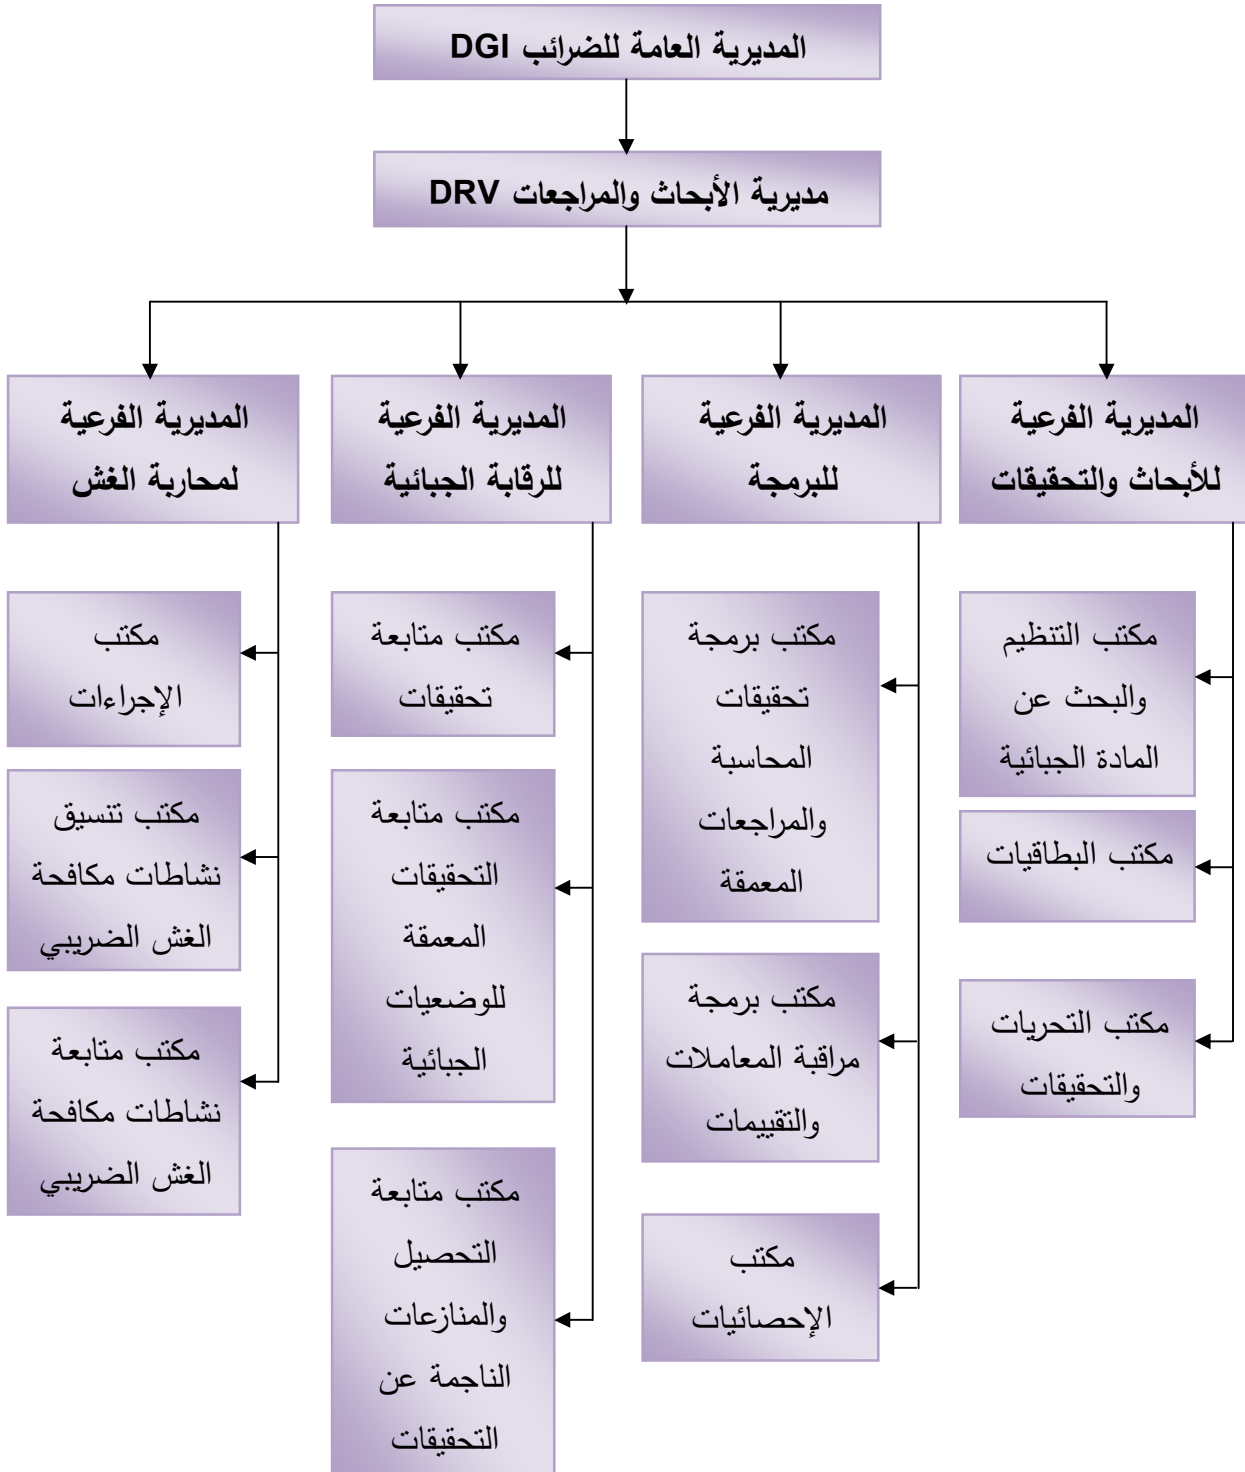 المديرية العامة للضرائب DGI
مديرية الأبحاث والمراجعات DRV
المديرية الفرعية
للأبحاث والتحقيقات
المديرية الفرعية
للبرمجة
المديرية الفرعية
للرقابة الجبائية
المديرية الفرعية
لمحاربة الغش
مكتب التنظيم
والبحث عن
المادة الجبائية
مكتب البطاقيات
مكتب التحريات
والتحقيقات
مكتب برمجة
تحقيقات
المحاسبة
والمراجعات
المعمقة
مكتب برمجة
مراقبة المعاملات
والتقييمات
مكتب
الإحصائيات
مكتب متابعة
تحقيقات
مكتب متابعة
التحقيقات
المعمقة
للوضعيات
الجبائية
مكتب متابعة
التحصيل
والمنازعات
الناجمة عن
التحقيقات
مكتب
الإجراءات
مكتب تنسيق
نشاطات مكافحة
الغش الضريبي
مكتب متابعة
نشاطات مكافحة
الغش الضريبي